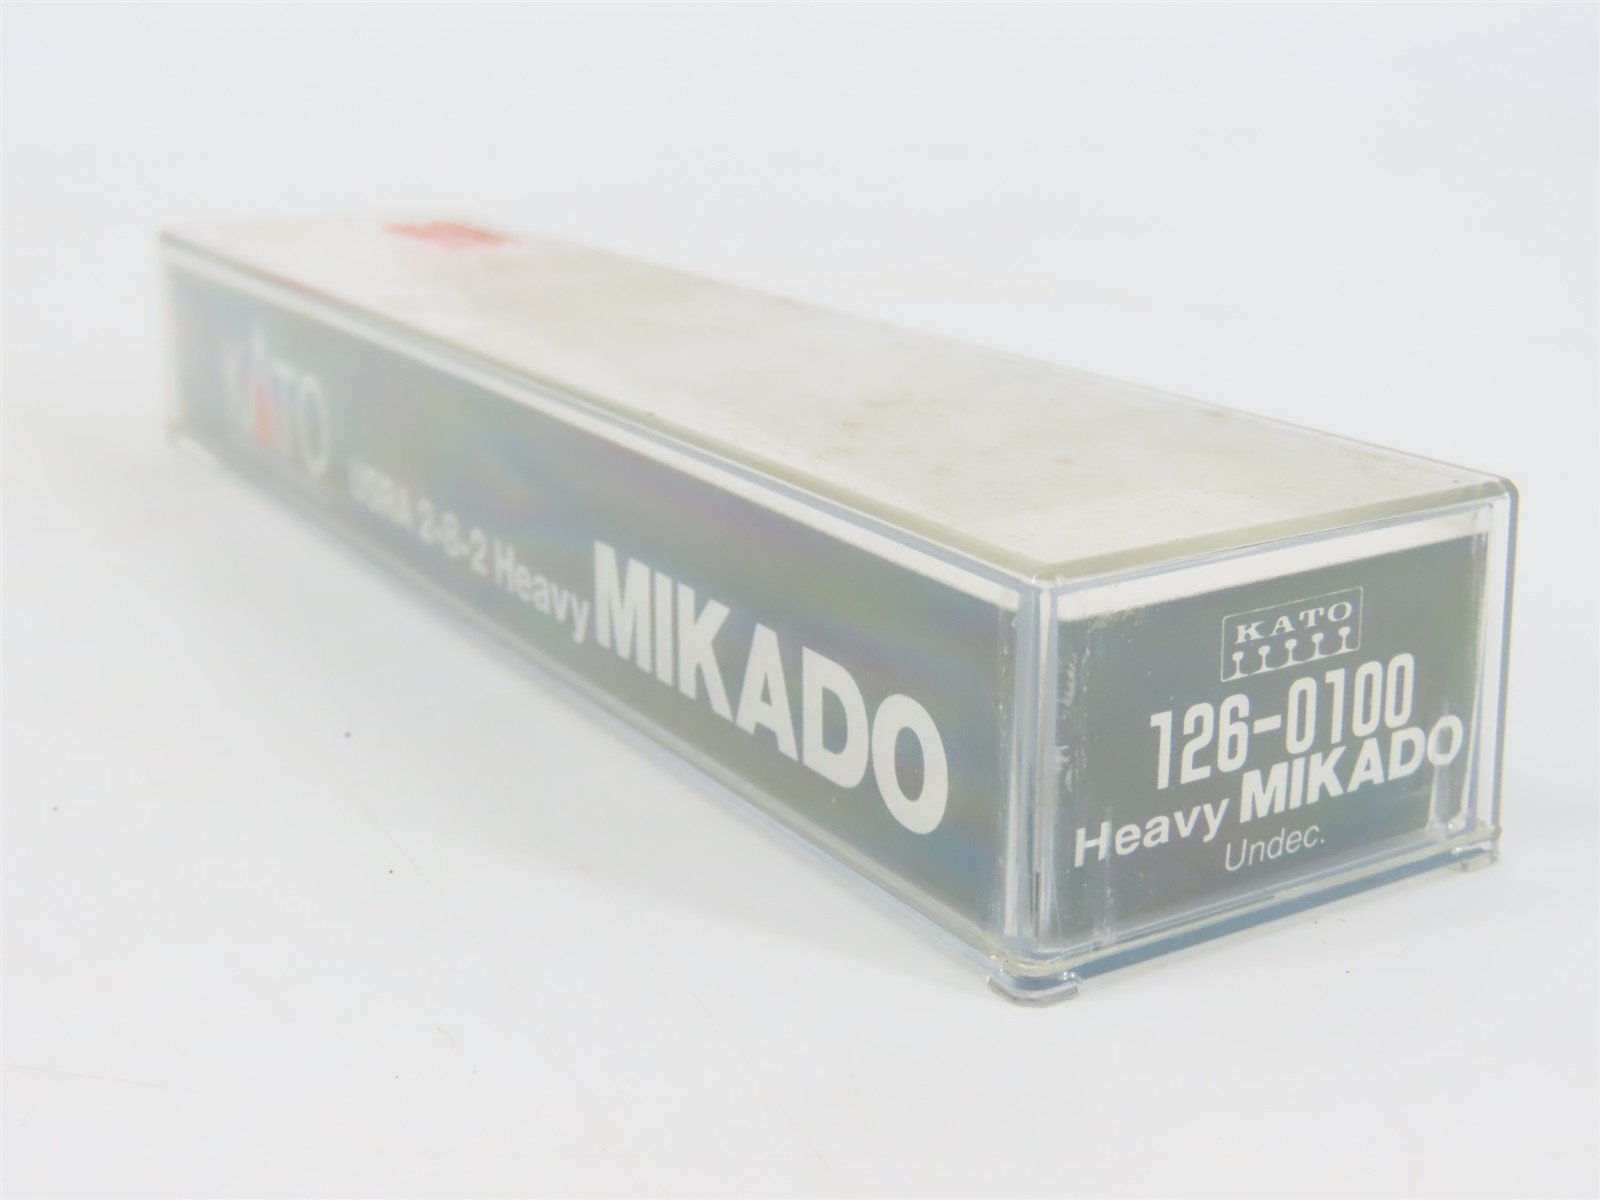 KATO USRA 2-8-2 Heavy MIKADO
KATO
126-0100
Heavy MIKADO
Undec.